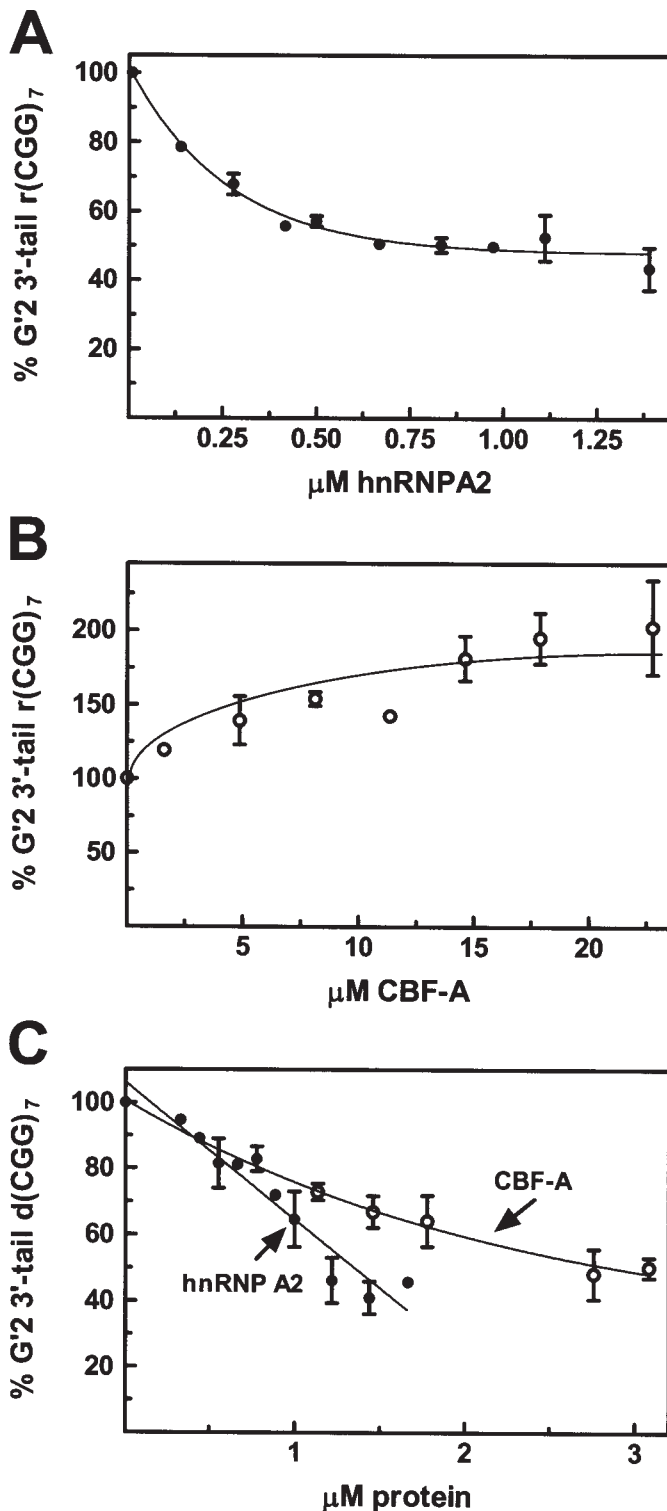 A
% G'2 3'-tail r(CGG)7
100
80
60
40
20
0.25 0.50 0.75 1.00 1.25
μM hnRNPA2
B
% G'2 3'-tail r(CGG)7
200
150
100
50
5 10 15 20
μM CBF-A
C
% G'2 3'-tail d(CGG)7
100
80
60
40
20
CBF-A
hnRNP A2
1 2 3
μM protein